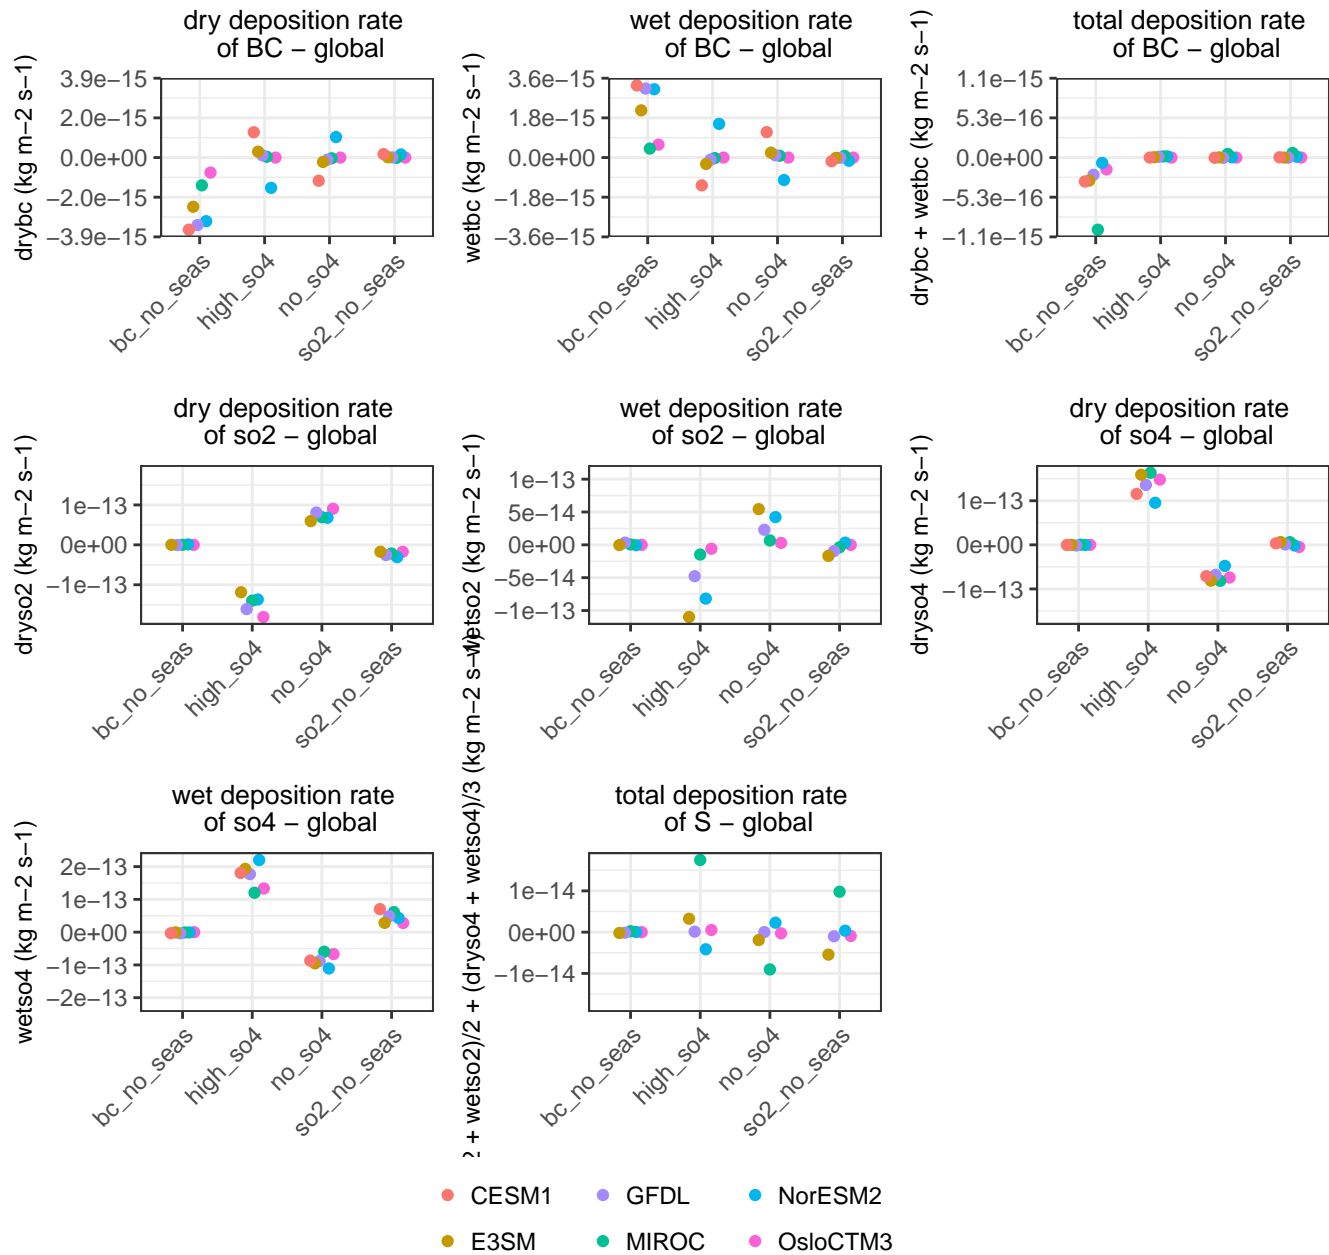 dry deposition rate
of BC − global
drybc (kg m−2 s−1)
3.9e−15
2.0e−15
0.0e+00
−2.0e−15
−3.9e−15
bc_no_seas
high_so4
no_so4
so2_no_seas
wet deposition rate
of BC − global
wetbc (kg m−2 s−1)
3.6e−15
1.8e−15
0.0e+00
−1.8e−15
−3.6e−15
bc_no_seas
high_so4
no_so4
so2_no_seas
total deposition rate
of BC − global
drybc + wetbc (kg m−2 s−1)
1.1e−15
5.3e−16
0.0e+00
−5.3e−16
−1.1e−15
bc_no_seas
high_so4
no_so4
so2_no_seas
dry deposition rate
of so2 − global
dryso2 (kg m−2 s−1)
1e−13
0e+00
−1e−13
bc_no_seas
high_so4
no_so4
so2_no_seas
wet deposition rate
of so2 − global
wetso2 (kg m−2 s−1)
1e−13
5e−14
0e+00
−5e−14
−1e−13
bc_no_seas
high_so4
no_so4
so2_no_seas
dry deposition rate
of so4 − global
dryso4 (kg m−2 s−1)
1e−13
0e+00
−1e−13
bc_no_seas
high_so4
no_so4
so2_no_seas
wet deposition rate
of so4 − global
wetso4 (kg m−2 s−1)
2e−13
1e−13
0e+00
−1e−13
−2e−13
bc_no_seas
high_so4
no_so4
so2_no_seas
total deposition rate
of S − global
2 + wetso2)/2 + (dryso4 + wetso4)/3 (kg m−2 s−1)
1e−14
0e+00
−1e−14
bc_no_seas
high_so4
no_so4
so2_no_seas
CESM1
GFDL
NorESM2
E3SM
MIROC
OsloCTM3